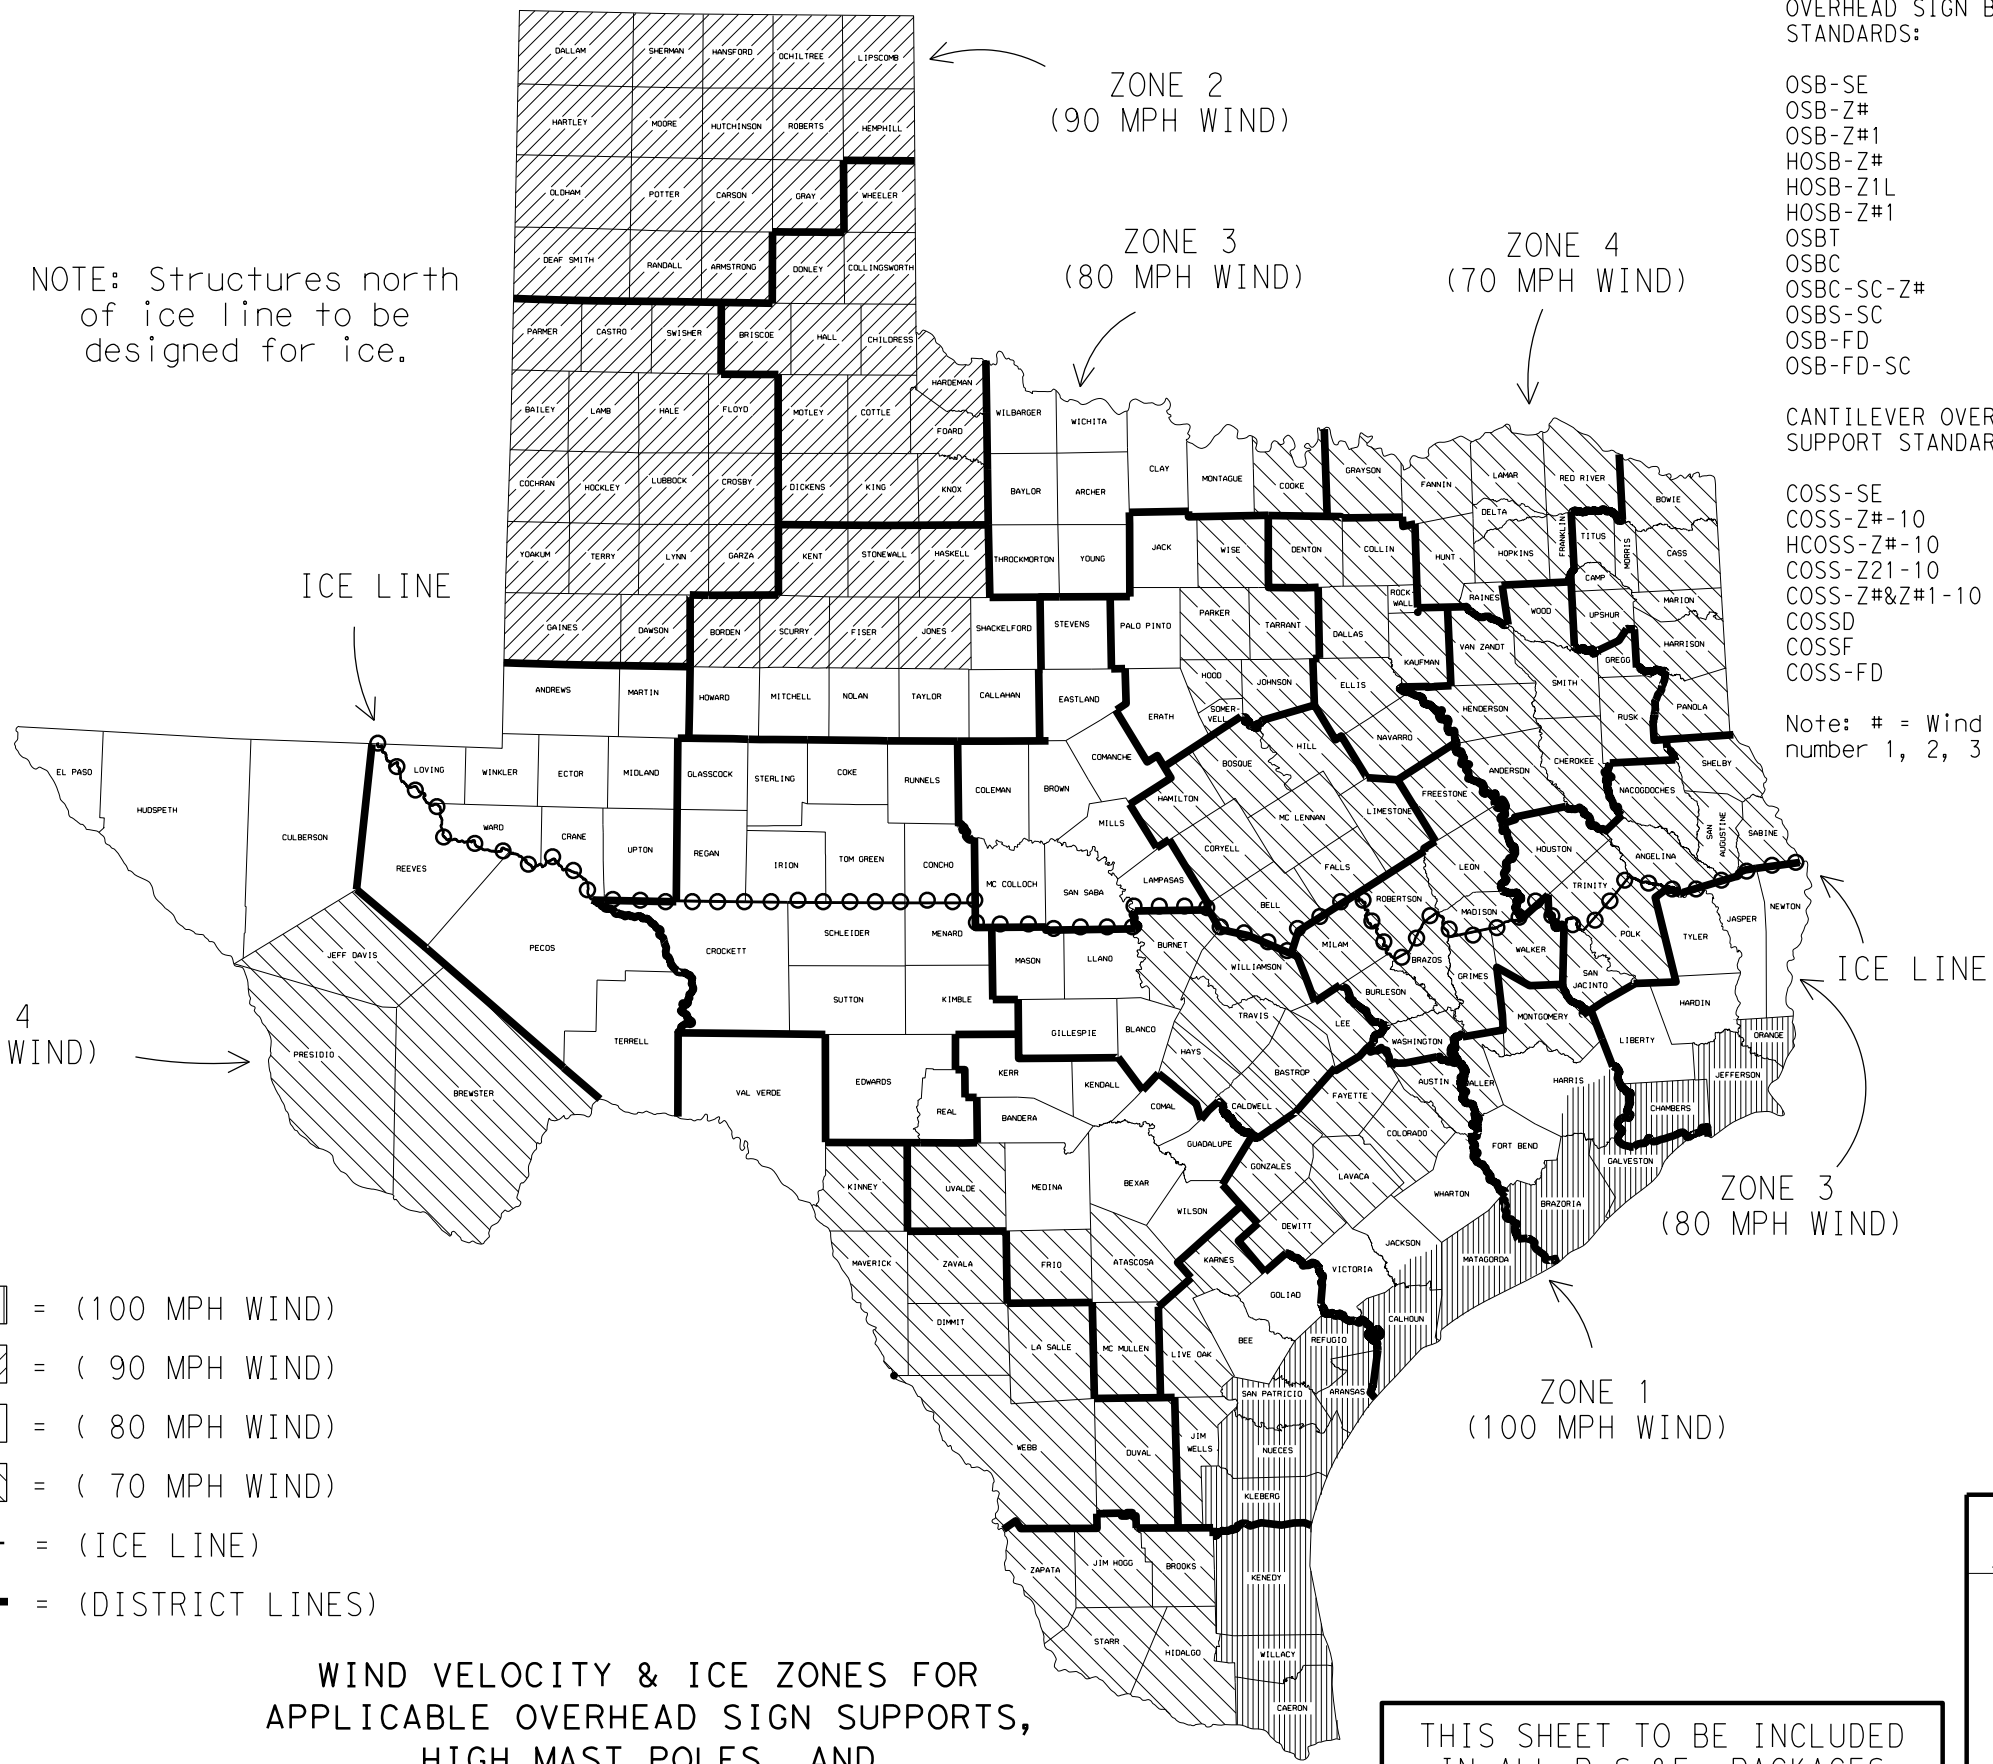 OVERHEAD SIGN B
STANDARDS:
OSB-SE
OSB-Z#
OSB-Z#1
HOSB-Z#
HOSB-Z1L
HOSB-Z#1
OSBT
OSBC
OSBC-SC-Z#
OSBS-SC
OSB-FD
OSB-FD-SC
CANTILEVER OVER
SUPPORT STANDAR
COSS-SE
COSS-Z#-10
HCOSS-Z#-10
COSS-Z21-10
COSS-Z#&Z#1-10
COSSD
COSSF
COSS-FD
Note: # = Wind
number 1, 2, 3
ZONE 2
(90 MPH WIND)
ZONE 3
(80 MPH WIND)
ZONE 4
(70 MPH WIND)
NOTE: Structures north
of ice line to be
designed for ice.
ICE LINE
DALLAM SHERMAN HANSFORD OCHILTREE LIPSCOMB
HARTLEY MOORE HUTCHINSON ROBERTS HEMPHILL
OLDHAM POTTER CARSON GRAY WHEELER
DEAF SMITH RANDALL ARMSTRONG DONLEY COLLINGSWORTH
PARMER CASTRO SWISHER BRISCOE HALL CHILDRESS
HARDEMAN
BAILEY LAMB HALE FLOYD MOTLEY COTTLE FOARD WILBARGER WICHITA
COCHRAN HOCKLEY LUBBOCK CROSBY DICKENS KING KNOX BAYLOR ARCHER CLAY MONTAGUE COOKE GRAYSON FANNIN LAMAR RED RIVER BOWIE
DELTA
YOAKUM TERRY LYNN GARZA KENT STONEWALL HASKELL THROCKMORTON YOUNG JACK WISE DENTON COLLIN HUNT HOPKINS FRANKLIN TITUS MORRIS CASS
CAMP
GAINES DAWSON BORDEN SCURRY FISER JONES SHACKELFORD STEVENS PALO PINTO PARKER TARRANT DALLAS ROCK-
WALL RAINES WOOD UPSHUR MARION
KAUFMAN VAN ZANDT GREGG HARRISON
ANDREWS MARTIN HOWARD MITCHELL NOLAN TAYLOR CALLAHAN EASTLAND ERATH HOOD JOHNSON ELLIS HENDERSON SMITH RUSK PANOLA
SOMER-
VELL
EL PASO HUDSPETH CULBERSON LOVING WINKLER ECTOR MIDLAND GLASSCOCK STERLING COKE RUNNELS COLEMAN BROWN COMANCHE BOSQUE HILL NAVARRO ANDERSON CHEROKEE SHELBY
HAMILTON FREESTONE NACOGDOCHES
REEVES WARD CRANE UPTON REGAN IRION TOM GREEN CONCHO MC COLLOCH SAN SABA MILLS LAMPASAS CORYELL MC LENNAN LIMESTONE FALLS LEON HOUSTON ANGELINA SAN
AUGUSTINE SABINE
BELL ROBERTSON MADISON TRINITY
JEFF DAVIS PECOS CROCKETT SCHLEIDER MENARD MASON LLANO BURNET WILLIAMSON MILAM BRAZOS WALKER POLK TYLER JASPER NEWTON
GRIMES SAN
JACINTO
ICE LINE
SUTTON KIMBLE GILLESPIE BLANCO TRAVIS BURLESON LEE MONTGOMERY HARDIN
4
WIND)
PRESIDIO BREWSTER TERRELL HAYS WASHINGTON LIBERTY ORANGE
VAL VERDE EDWARDS REAL KERR KENDALL BANDERA COMAL CALDWELL BASTROP FAYETTE AUSTIN ALLER HARRIS CHAMBERS JEFFERSON
GUADALUPE COLORADO FORT BEND GALVESTON
KINNEY UVALDE MEDINA BEXAR WILSON GONZALES LAVACA WHARTON BRAZORIA
ZONE 3
(80 MPH WIND)
MAVERICK ZAVALA FRIO ATASCOSA KARNES DEWITT VICTORIA JACKSON MATAGORDA
GOLIAD CALHOUN
DIMMIT LA SALLE MC MULLEN LIVE OAK BEE REFUGIO
SAN PATRICIO ARANSAS
ZONE 1
(100 MPH WIND)
WEBB DUVAL JIM
WELLS NUECES
KLEBERG
ZAPATA JIM HOGG BROOKS KENEDY
STARR HIDALGO WILLACY
CAERON
= (100 MPH WIND)
= ( 90 MPH WIND)
= ( 80 MPH WIND)
= ( 70 MPH WIND)
= (ICE LINE)
= (DISTRICT LINES)
WIND VELOCITY & ICE ZONES FOR
APPLICABLE OVERHEAD SIGN SUPPORTS,
HIGH MAST POLES, AND
THIS SHEET TO BE INCLUDED
IN ALL P.S.&E. PACKAGES